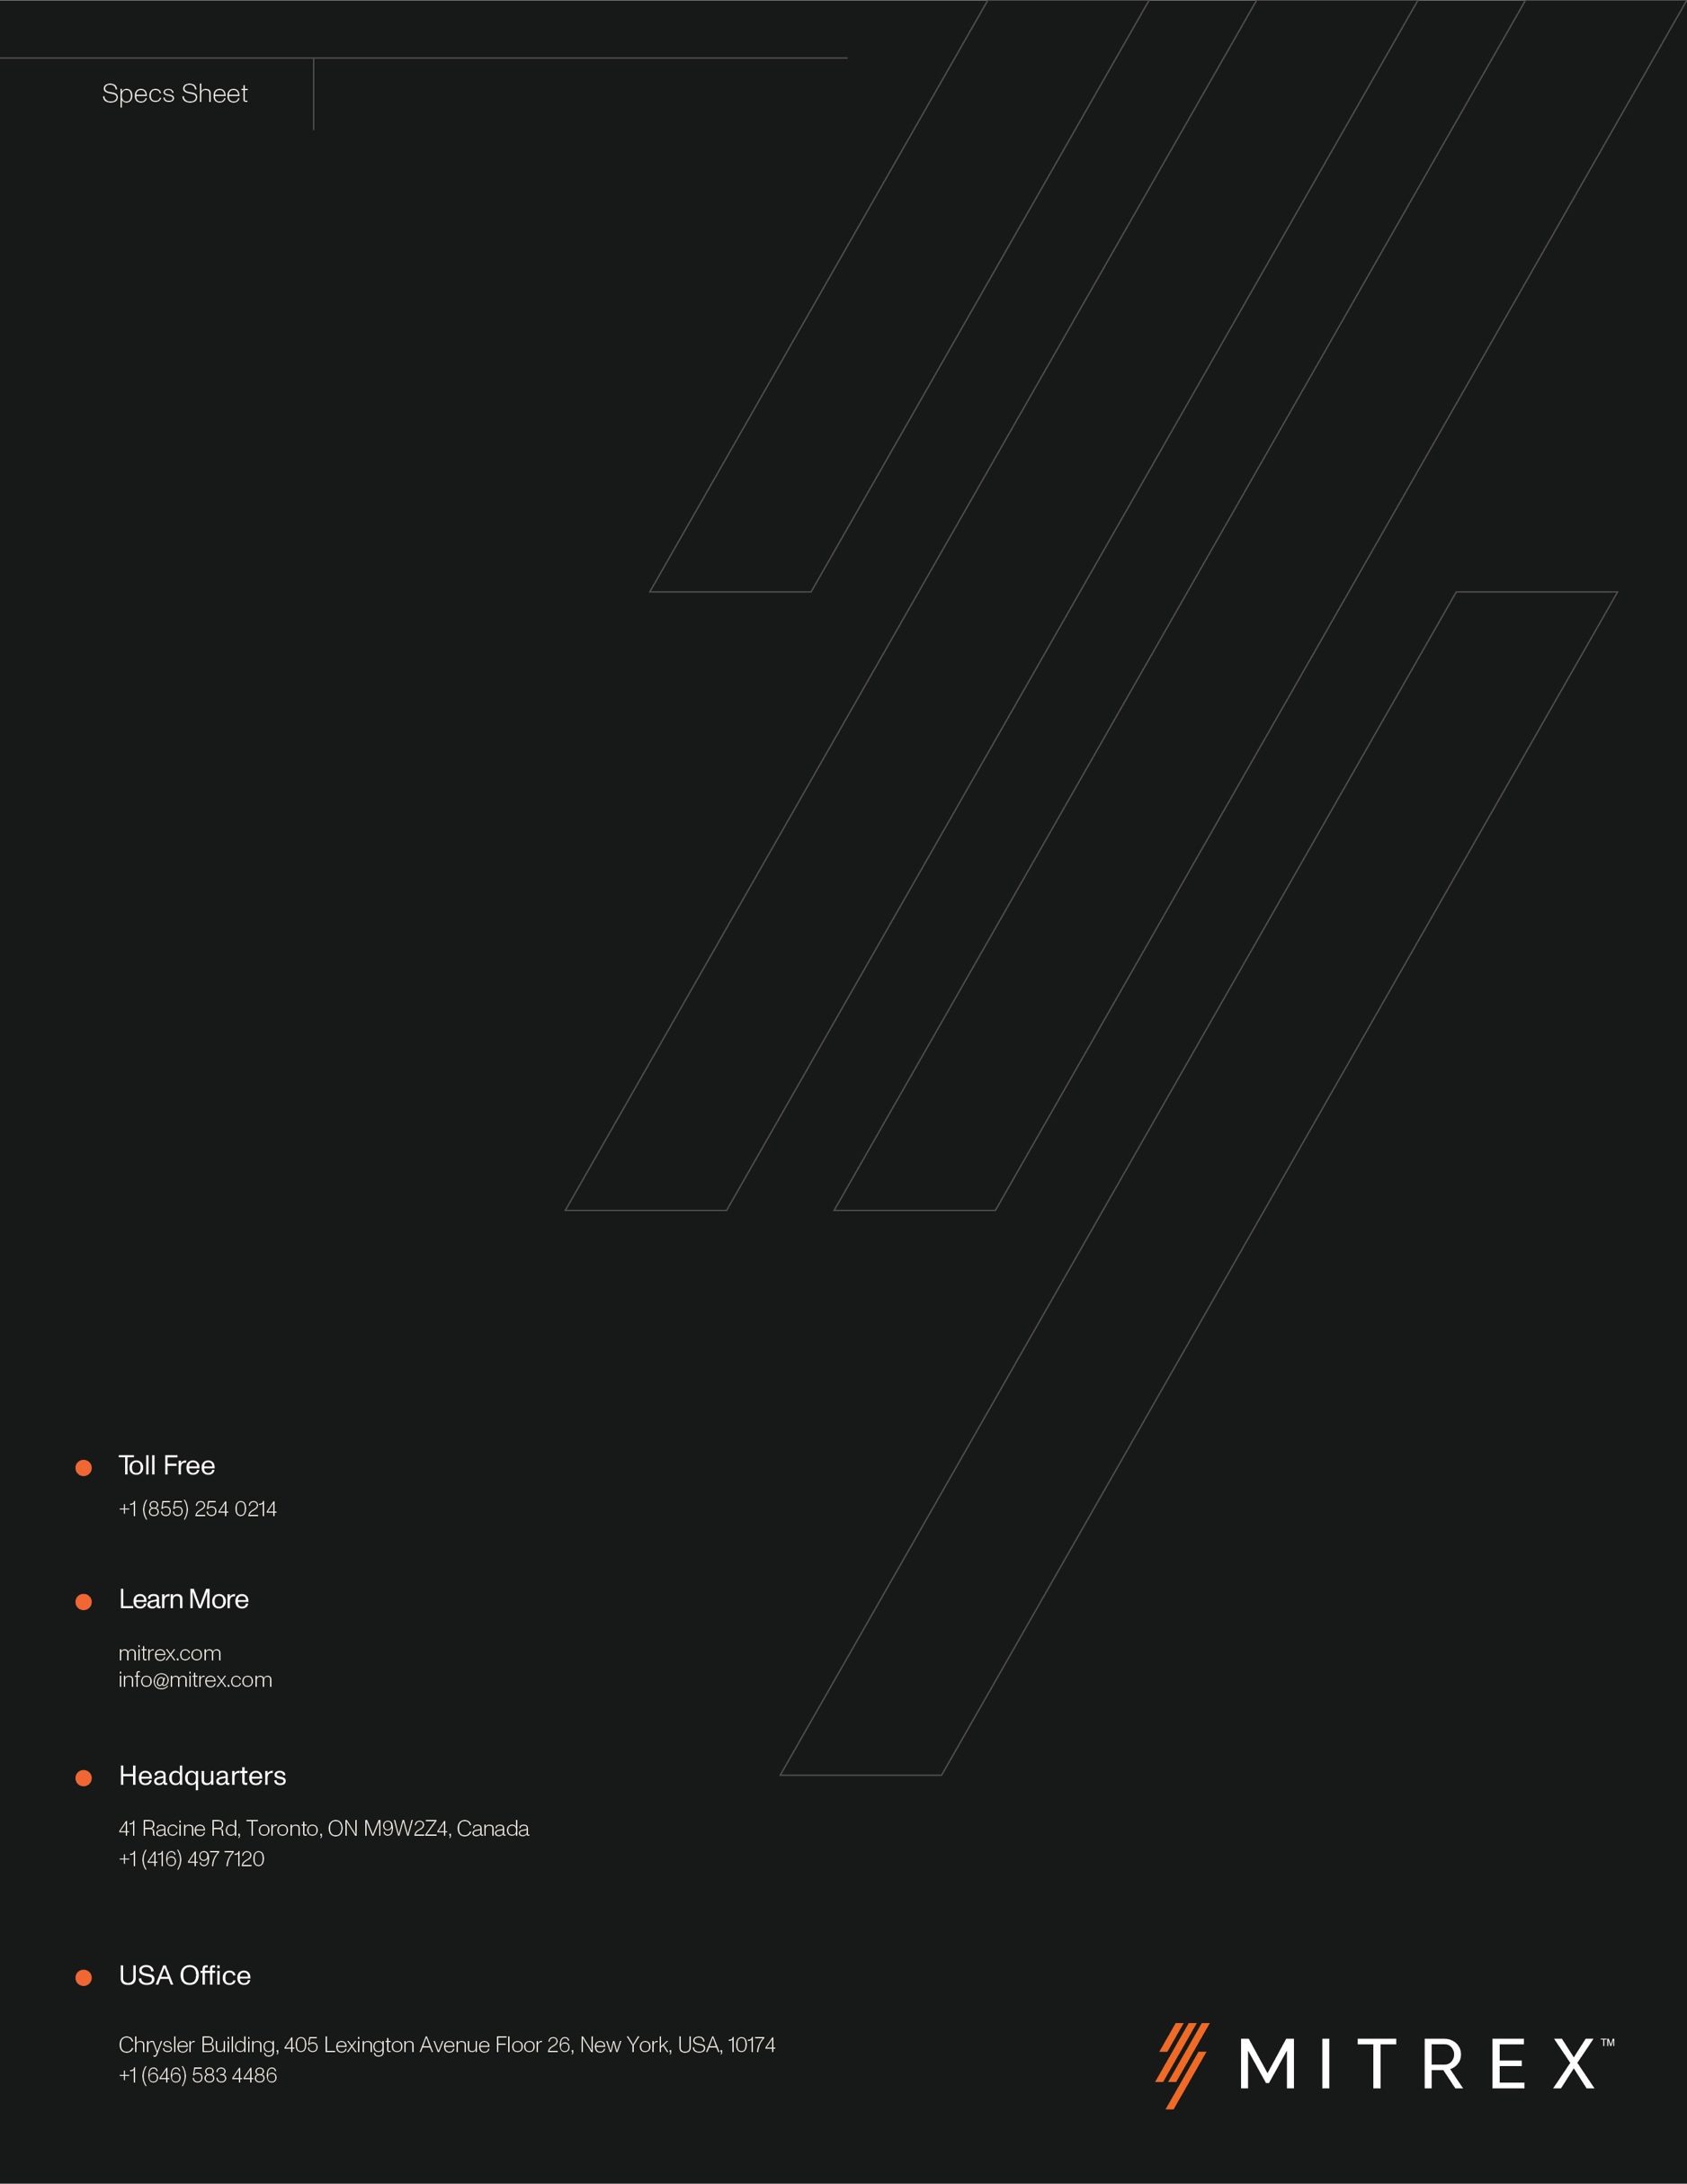 Specs Sheet
Toll Free
+1 (855) 254 0214
Learn More
mitrex.com
info@mitrex.com
Headquarters
41 Racine Rd, Toronto, ON M9W2Z4, Canada
+1 (416) 497 7120
USA Office
Chrysler Building, 405 Lexington Avenue Floor 26, New York, USA, 10174
+1 (646) 583 4486
MITREX™